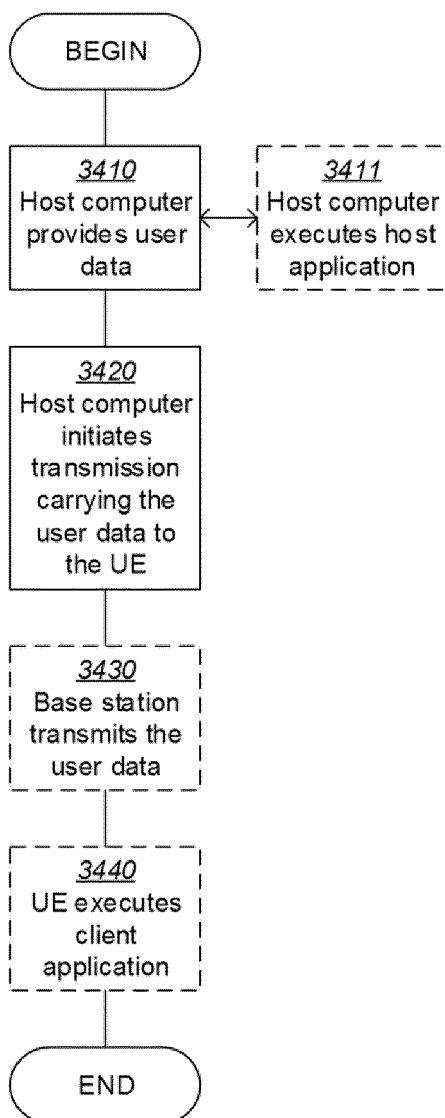 BEGIN
3410
Host computer
provides user
data
3411
Host computer
executes host
application
3420
Host computer
initiates
transmission
carrying the
user data to
the UE
3430
Base station
transmits the
user data
3440
UE executes
client
application
END